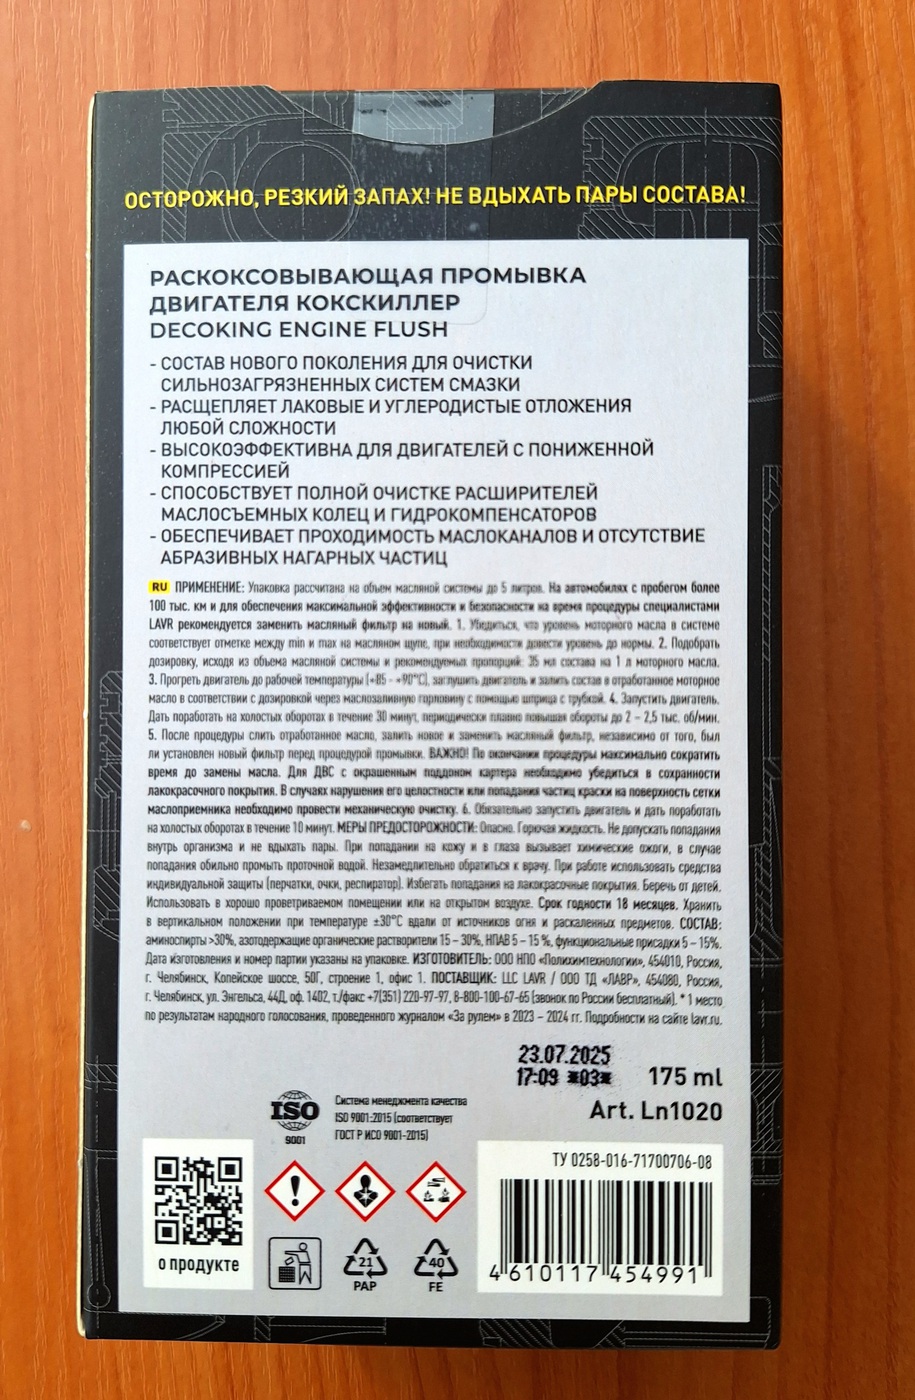 ОСТОРОЖНО, РЕЗКИЙ ЗАПАХ! НЕ ВДЫХАТЬ ПАРЫ СОСТАВА!
РАСКОКСОВЫВАЮЩАЯ ПРОМЫВКА
ДВИГАТЕЛЯ КОКСКИЛЛЕР
DECOKING ENGINE FLUSH
- СОСТАВ НОВОГО ПОКОЛЕНИЯ ДЛЯ ОЧИСТКИ
СИЛЬНОЗАГРЯЗНЕННЫХ СИСТЕМ СМАЗКИ
- РАСЩЕПЛЯЕТ ЛАКОВЫЕ И УГЛЕРОДИСТЫЕ ОТЛОЖЕНИЯ
ЛЮБОЙ СЛОЖНОСТИ
- ВЫСОКОЭФФЕКТИВНА ДЛЯ ДВИГАТЕЛЕЙ С ПОНИЖЕННОЙ
КОМПРЕССИЕЙ
- СПОСОБСТВУЕТ ПОЛНОЙ ОЧИСТКЕ РАСШИРИТЕЛЕЙ
МАСЛОСЪЕМНЫХ КОЛЕЦ И ГИДРОКОМПЕНСАТОРОВ
- ОБЕСПЕЧИВАЕТ ПРОХОДИМОСТЬ МАСЛОКАНАЛОВ И ОТСУТСТВИЕ
АБРАЗИВНЫХ НАГАРНЫХ ЧАСТИЦ
RU ПРИМЕНЕНИЕ: Упаковка рассчитана на объем масляной системы до 5 литров. На автомобилях с пробегом более
100 тыс. км и для обеспечения максимальной эффективности и безопасности на время процедуры специалистами
LAVR рекомендуется заменить масляный фильтр на новый. 1. Убедиться, что уровень моторного масла в системе
соответствует отметке между min и max на масляном щупе, при необходимости довести уровень до нормы. 2. Подобрать
дозировку, исходя из объема масляной системы и рекомендуемых пропорций: 35 мл состава на 1 л моторного масла.
3. Прогреть двигатель до рабочей температуры (+85 - +90°C), заглушить двигатель и залить состав в отработанное моторное
масло в соответствии с дозировкой через маслозаливную горловину с помощью шприца с трубкой. 4. Запустить двигатель.
Дать поработать на холостых оборотах в течение 30 минут, периодически плавно повышая обороты до 2 – 2,5 тыс. об/мин.
5. После процедуры слить отработанное масло, залить новое и заменить масляный фильтр, независимо от того, был
ли установлен новый фильтр перед процедурой промывки. ВАЖНО! По окончании процедуры максимально сократить
время до замены масла. Для ДВС с окрашенным поддоном картера необходимо убедиться в сохранности
лакокрасочного покрытия. В случаях нарушения его целостности или попадания частиц краски на поверхность сетки
маслоприемника необходимо провести механическую очистку. 6. Обязательно запустить двигатель и дать поработать
на холостых оборотах в течение 10 минут. МЕРЫ ПРЕДОСТОРОЖНОСТИ: Опасно. Горючая жидкость. Не допускать попадания
внутрь организма и не вдыхать пары. При попадании на кожу и в глаза вызывает химические ожоги, в случае
попадания обильно промыть проточной водой. Незамедлительно обратиться к врачу. При работе использовать средства
индивидуальной защиты (перчатки, очки, респиратор). Избегать попадания на лакокрасочные покрытия. Беречь от детей.
Использовать в хорошо проветриваемом помещении или на открытом воздухе. Срок годности 18 месяцев. Хранить
в вертикальном положении при температуре ±30°C вдали от источников огня и раскаленных предметов. СОСТАВ:
аминоспирты >30%, азотодержащие органические растворители 15 – 30%, НПАВ 5 – 15 %, функциональные присадки 5 – 15%.
Дата изготовления и номер партии указаны на упаковке. ИЗГОТОВИТЕЛЬ: ООО НПО «Полихимтехнологии», 454010, Россия,
г. Челябинск, Копейское шоссе, 50Г, строение 1, офис 1. ПОСТАВЩИК: LLC LAVR / ООО ТД «ЛАВР», 454080, Россия,
г. Челябинск, ул. Энгельса, 44Д, оф. 1402, т./факс +7(351) 220-97-97, 8-800-100-67-65 (звонок по России бесплатный). * 1 место
по результатам народного голосования, проведенного журналом «За рулем» в 2023 – 2024 гг. Подробности на сайте lavr.ru.
23.07.2025
17:09 ж03ж
175 ml
Art. Ln1020
ISO
9001
Система менеджмента качества
ISO 9001:2015 (соответствует
ГОСТ Р ИСО 9001-2015)
о продукте
21
PAP
40
FE
ТУ 0258-016-71700706-08
4 610117 454991